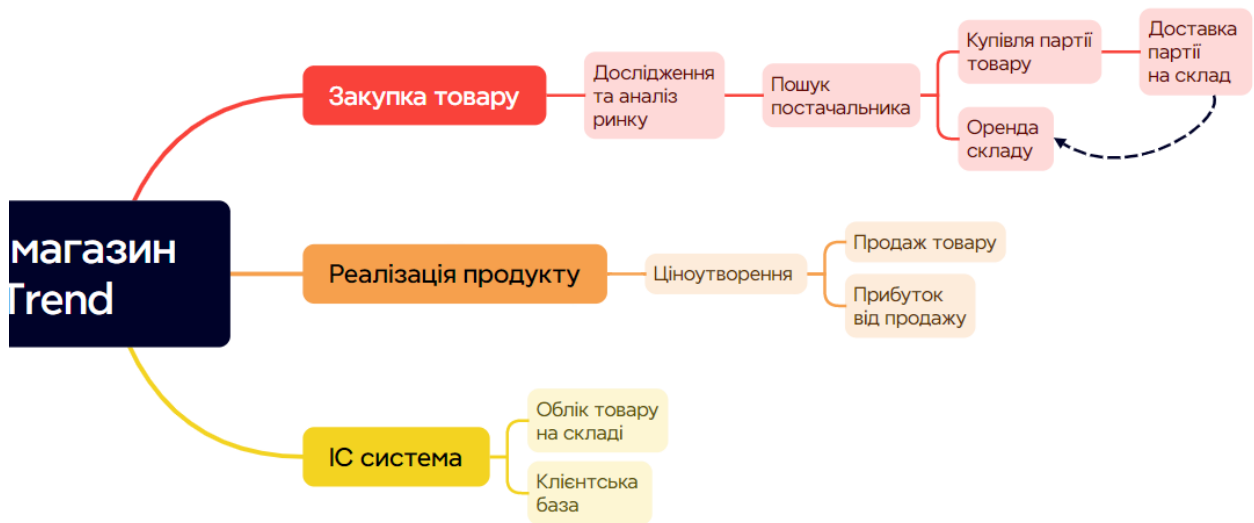 магазин
Trend
Закупка товару
Дослідження
та аналіз
ринку
Пошук
постачальника
Купівля партії
товару
Доставка
партії
на склад
Оренда
складу
Реалізація продукту
Ціноутворення
Продаж товару
Прибуток
від продажу
ІС система
Облік товару
на складі
Клієнтська
база